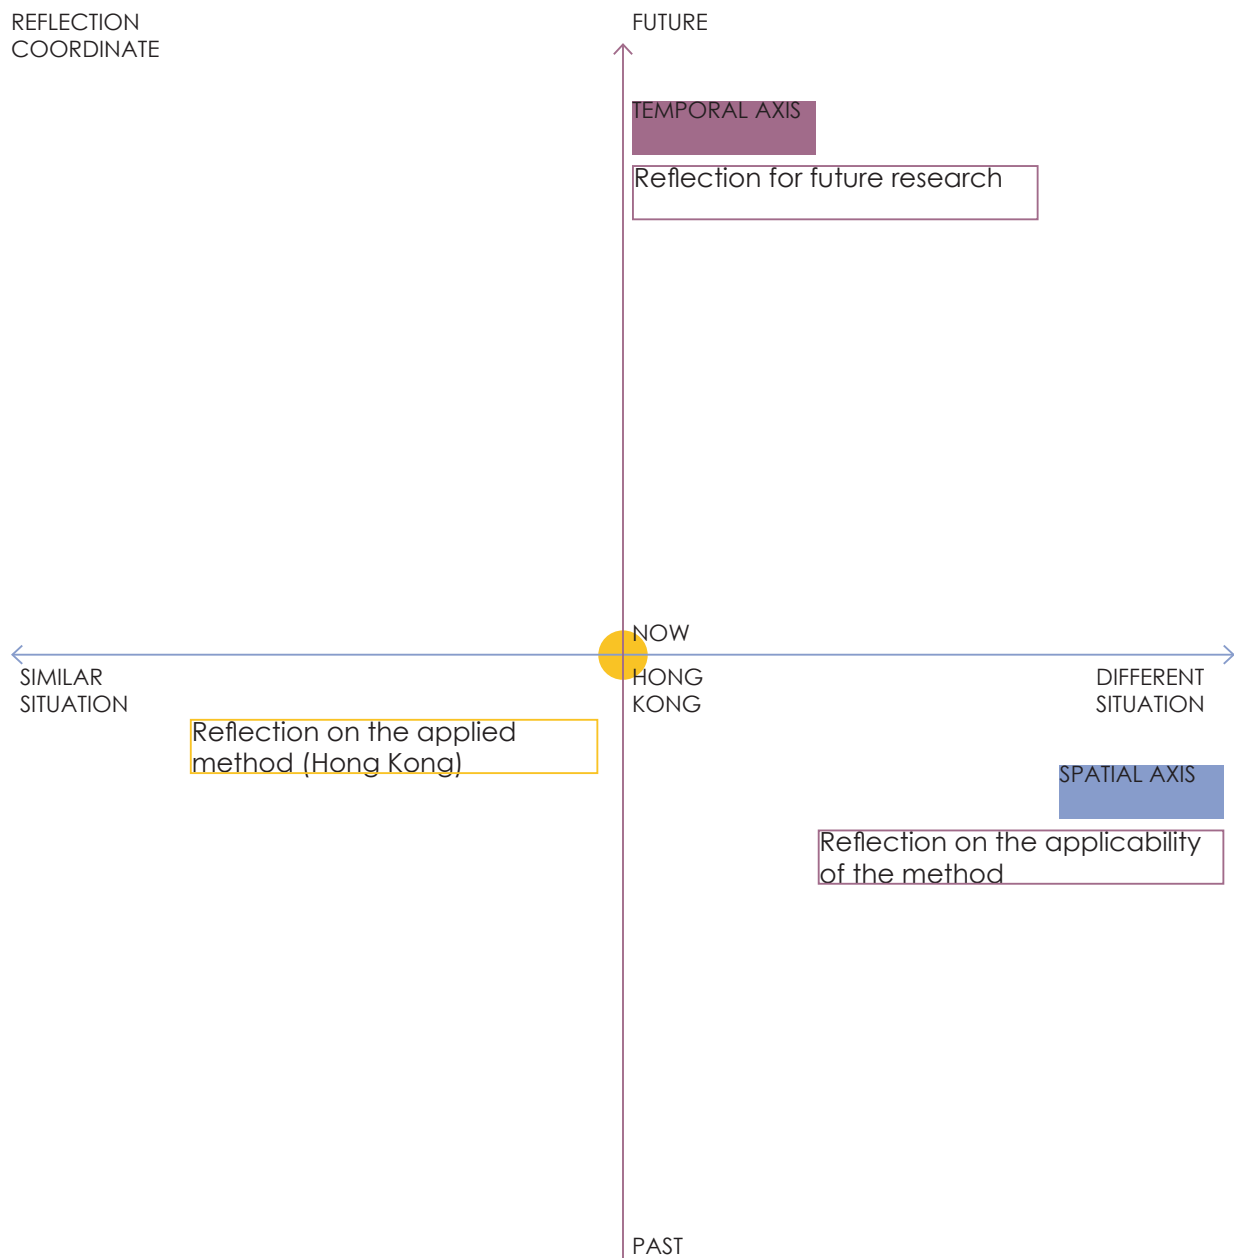 REFLECTION
COORDINATE
FUTURE
TEMPORAL AXIS
Reflection for future research
NOW
SIMILAR
SITUATION
HONG
KONG
DIFFERENT
SITUATION
Reflection on the applied
method (Hong Kong)
SPATIAL AXIS
Reflection on the applicability
of the method
PAST